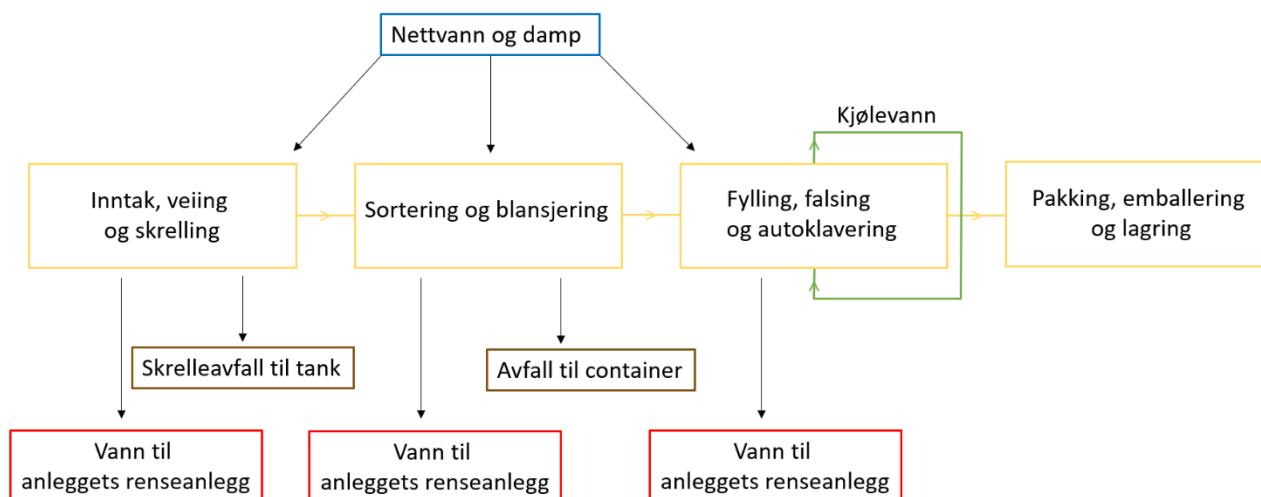 Nettvann og damp
Kjølevann
Inntak, veiing
og skrelling
Sortering og blansjering
Fylling, falsing
og autoklavering
Pakking, emballering
og lagring
Skrelleavfall til tank
Avfall til container
Vann til
anleggets renseanlegg
Vann til
anleggets renseanlegg
Vann til
anleggets renseanlegg